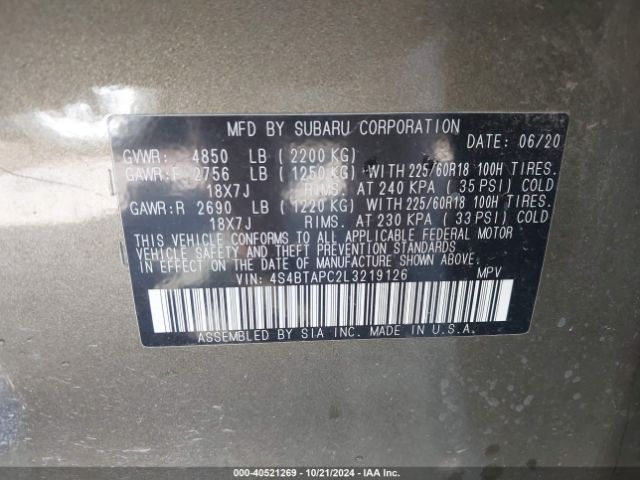 MFD BY SUBARU CORPORATION
DATE: 06/20
GVWR: 4850 LB (2200 KG)
GAWR:F 2756 LB (1250 KG) WITH 225/60R18 100H TIRES.
18X7J RIMS. AT 240 KPA (35 PSI) COLD
GAWR:R 2690 LB (1220 KG) WITH 225/60R18 100H TIRES.
18X7J RIMS. AT 230 KPA (33 PSI) COLD
THIS VEHICLE CONFORMS TO ALL APPLICABLE FEDERAL MOTOR
VEHICLE SAFETY AND THEFT PREVENTION STANDARDS
IN EFFECT ON THE DATE OF MANUFACTURE SHOWN ABOVE.
VIN: 4S4BTAPC2L3219126 MPV
ASSEMBLED BY SIA INC. MADE IN U.S.A.
000-40521269 - 10/21/2024 - IAA Inc.